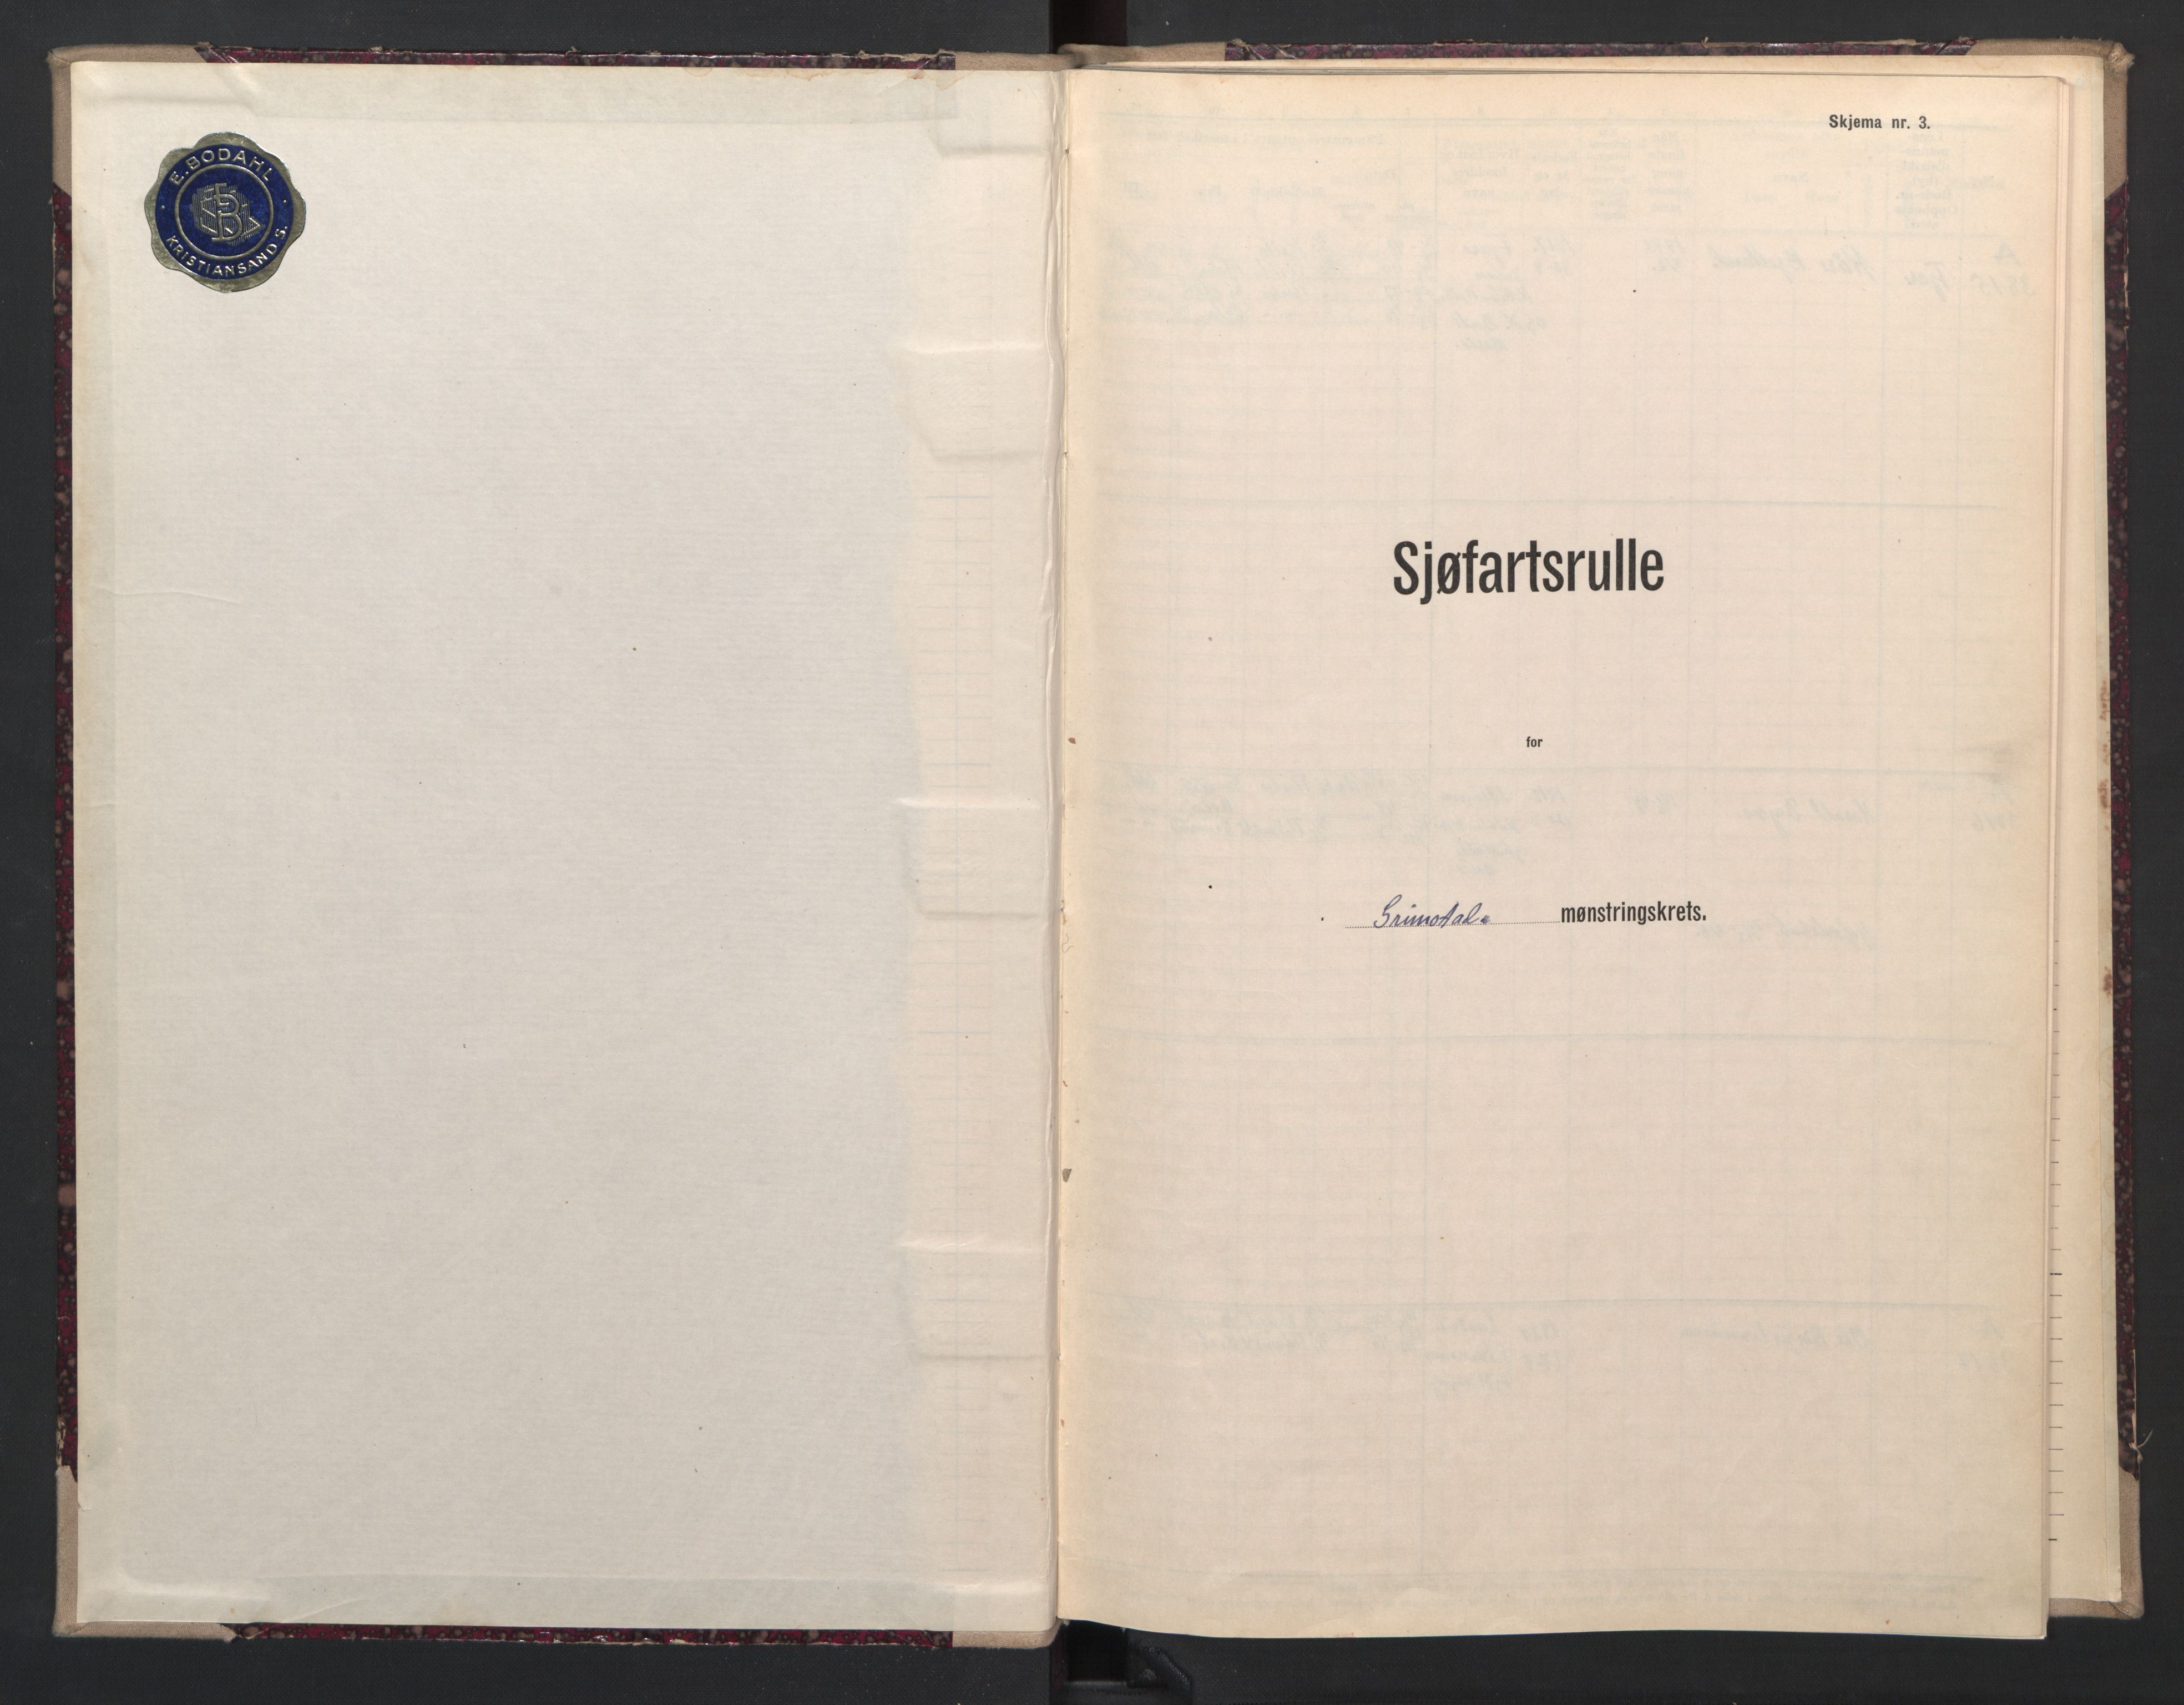 E. BODAHL
KRISTIANSAND S.
Skjema nr. 3.
Sjøfartsrulle
for
Grimstad mønstringskrets.